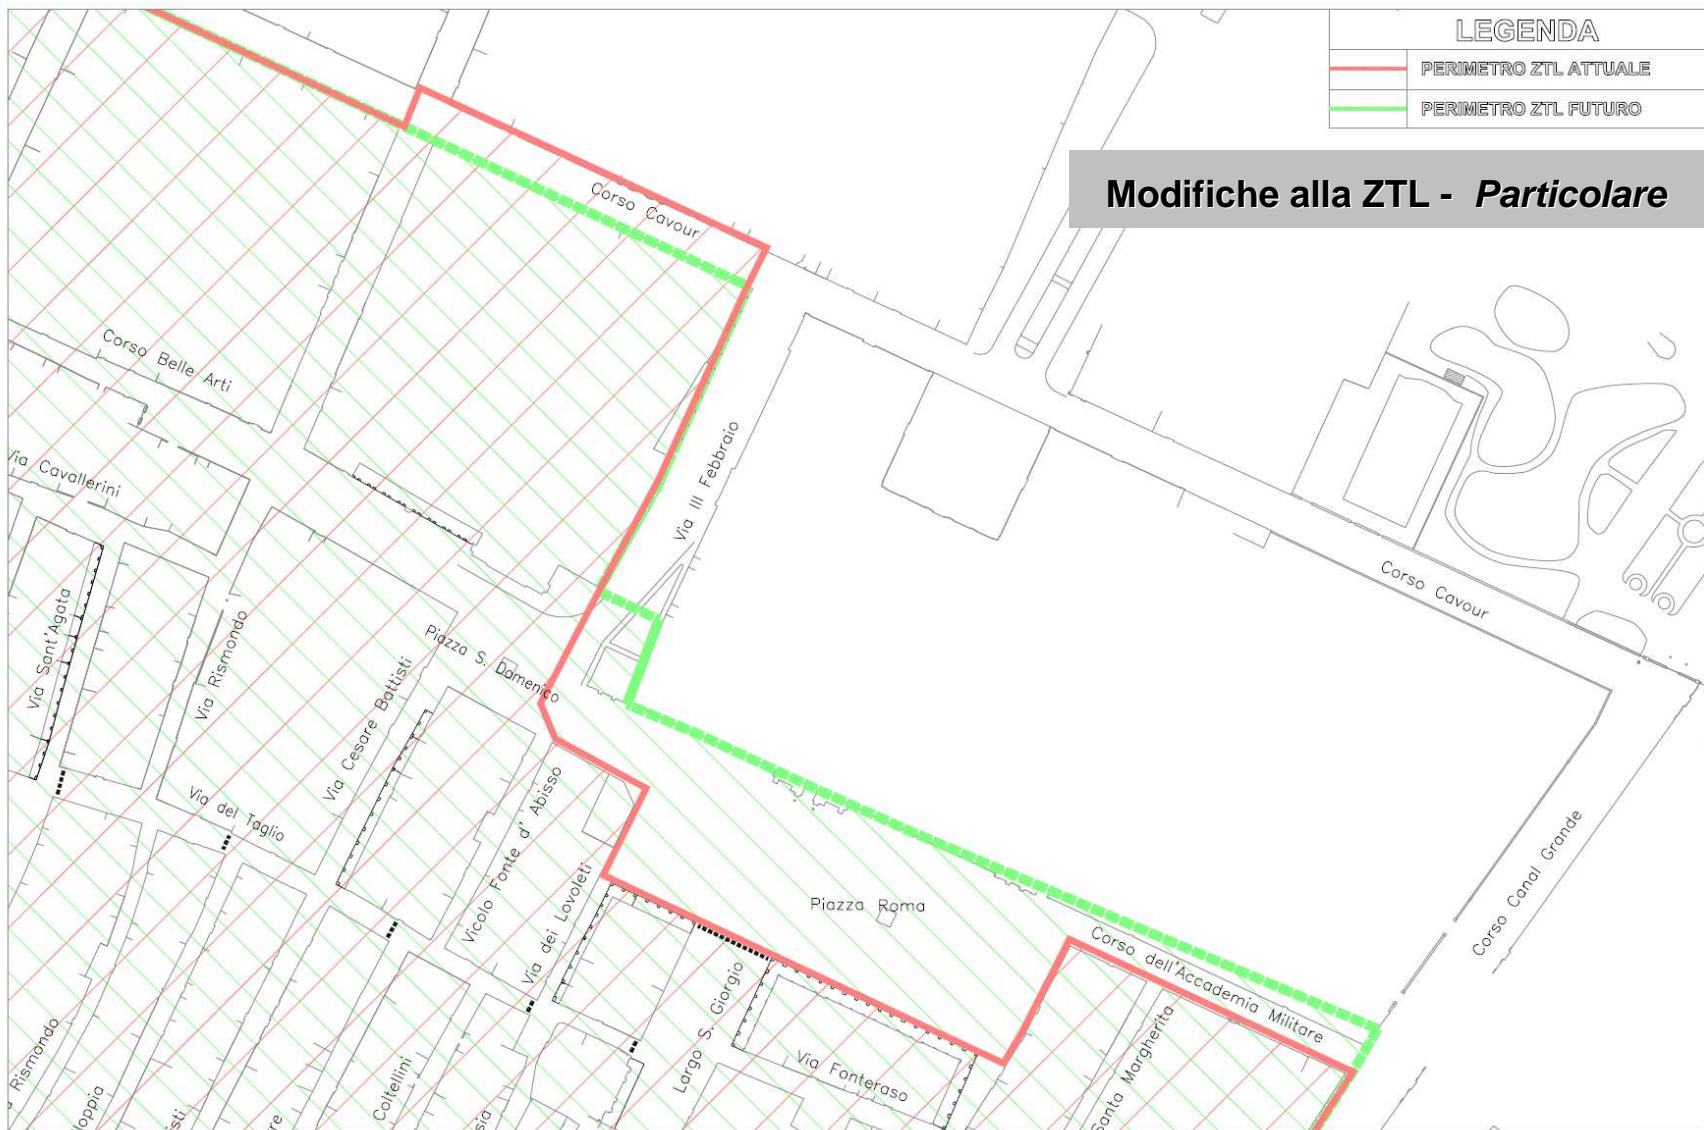 LEGENDA
PERIMETRO ZTL ATTUALE
PERIMETRO ZTL FUTURO
Modifiche alla ZTL - Particolare
Corso Cavour
Corso Belle Arti
Via Cavallerini
Via III Febbraio
Corso Cavour
Via Sant'Agata
Via Rismondo
Piazza S. Domenico
Via Cesare Battisti
Via del Taglio
Vicolo Fonte d' Abisso
Via dei Lovoleti
Piazza Roma
Corso dell'Accademia Militare
Corso Canal Grande
Largo S. Giorgio
Via Fonteraso
Santa Margherita
Rismondo
Coltellini